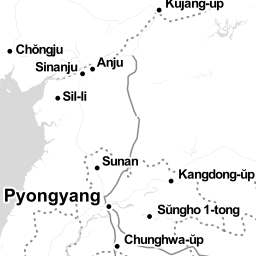 Kujang-ŭp
Chŏngju
Anju
Sinanju
Sil-li
Sunan
Kangdong-ŭp
Pyongyang
Sŭngho 1-tong
Chunghwa-ŭp